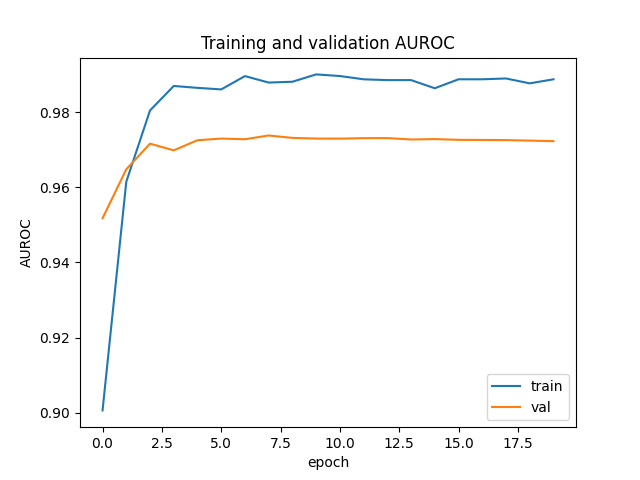 Training and validation AUROC
AUROC
0.98
0.96
0.94
0.92
0.90
0.0 2.5 5.0 7.5 10.0 12.5 15.0 17.5
epoch
train
val